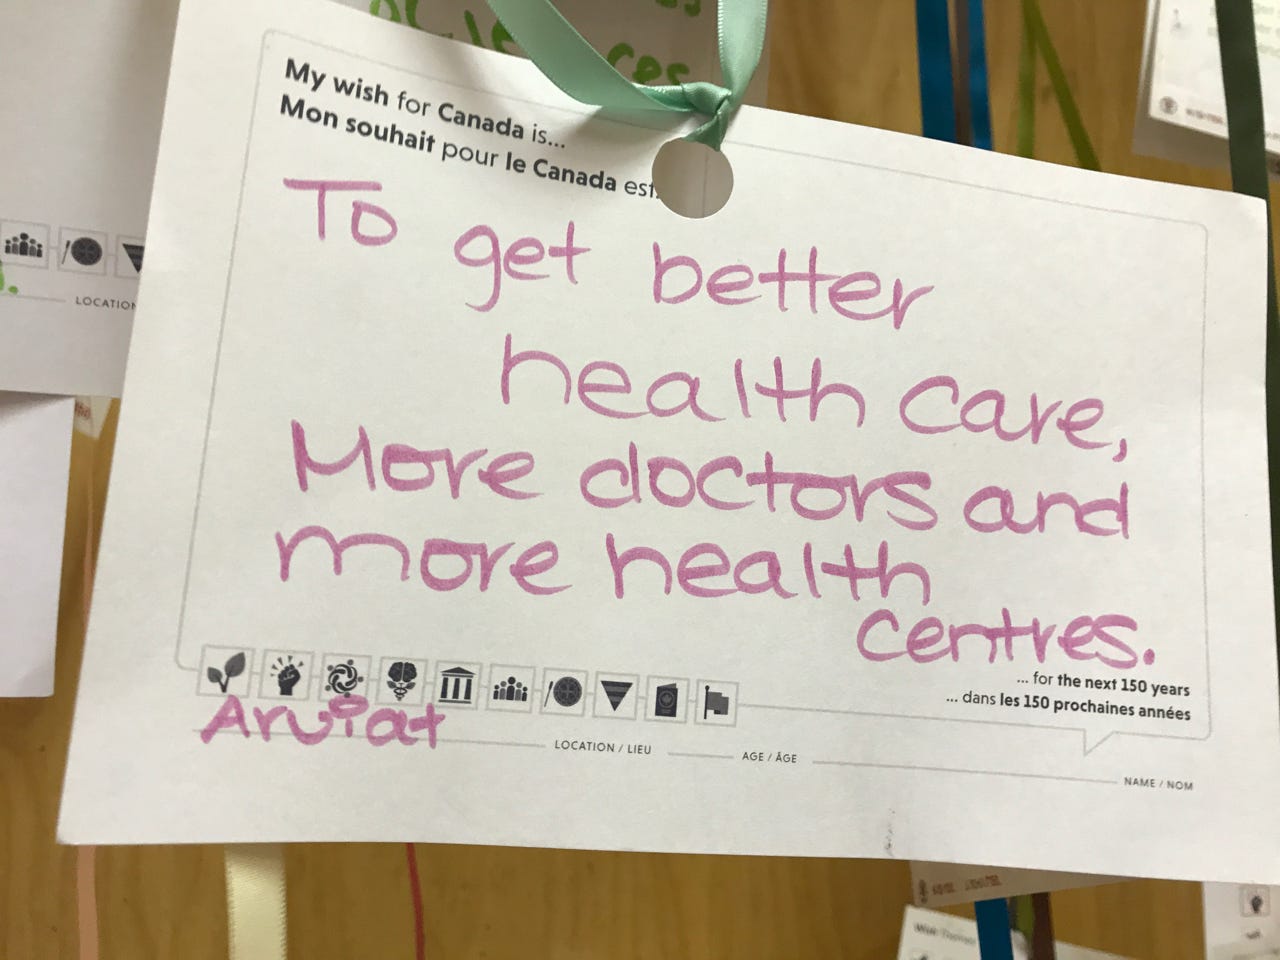 My wish for Canada is...
Mon souhait pour le Canada est
To get better
health care,
More doctors and
more health
centres.
... for the next 150 years
... dans les 150 prochaines années
Arviat
LOCATION / LIEU
AGE / ÂGE
NAME / NOM
LOCATION